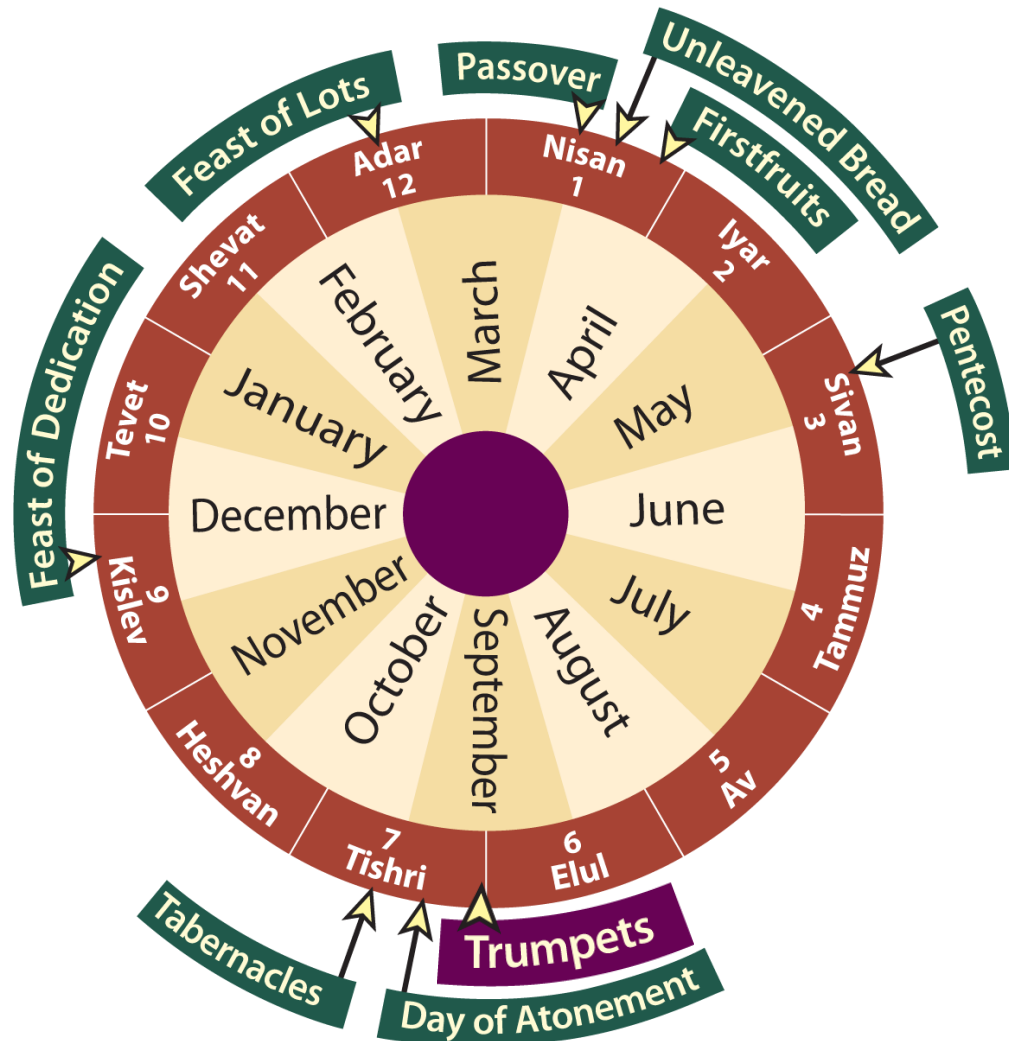 Passover
Unleavened Bread
Firstfruits
Pentecost
Trumpets
Day of Atonement
Tabernacles
Feast of Dedication
Feast of Lots
Nisan
1
Iyar
2
Sivan
3
4
Tammuz
5
Av
6
Elul
7
Tishri
8
Heshvan
9
Kislev
Tevet
10
Shevat
11
Adar
12
March
April
May
June
July
August
September
October
November
December
January
February